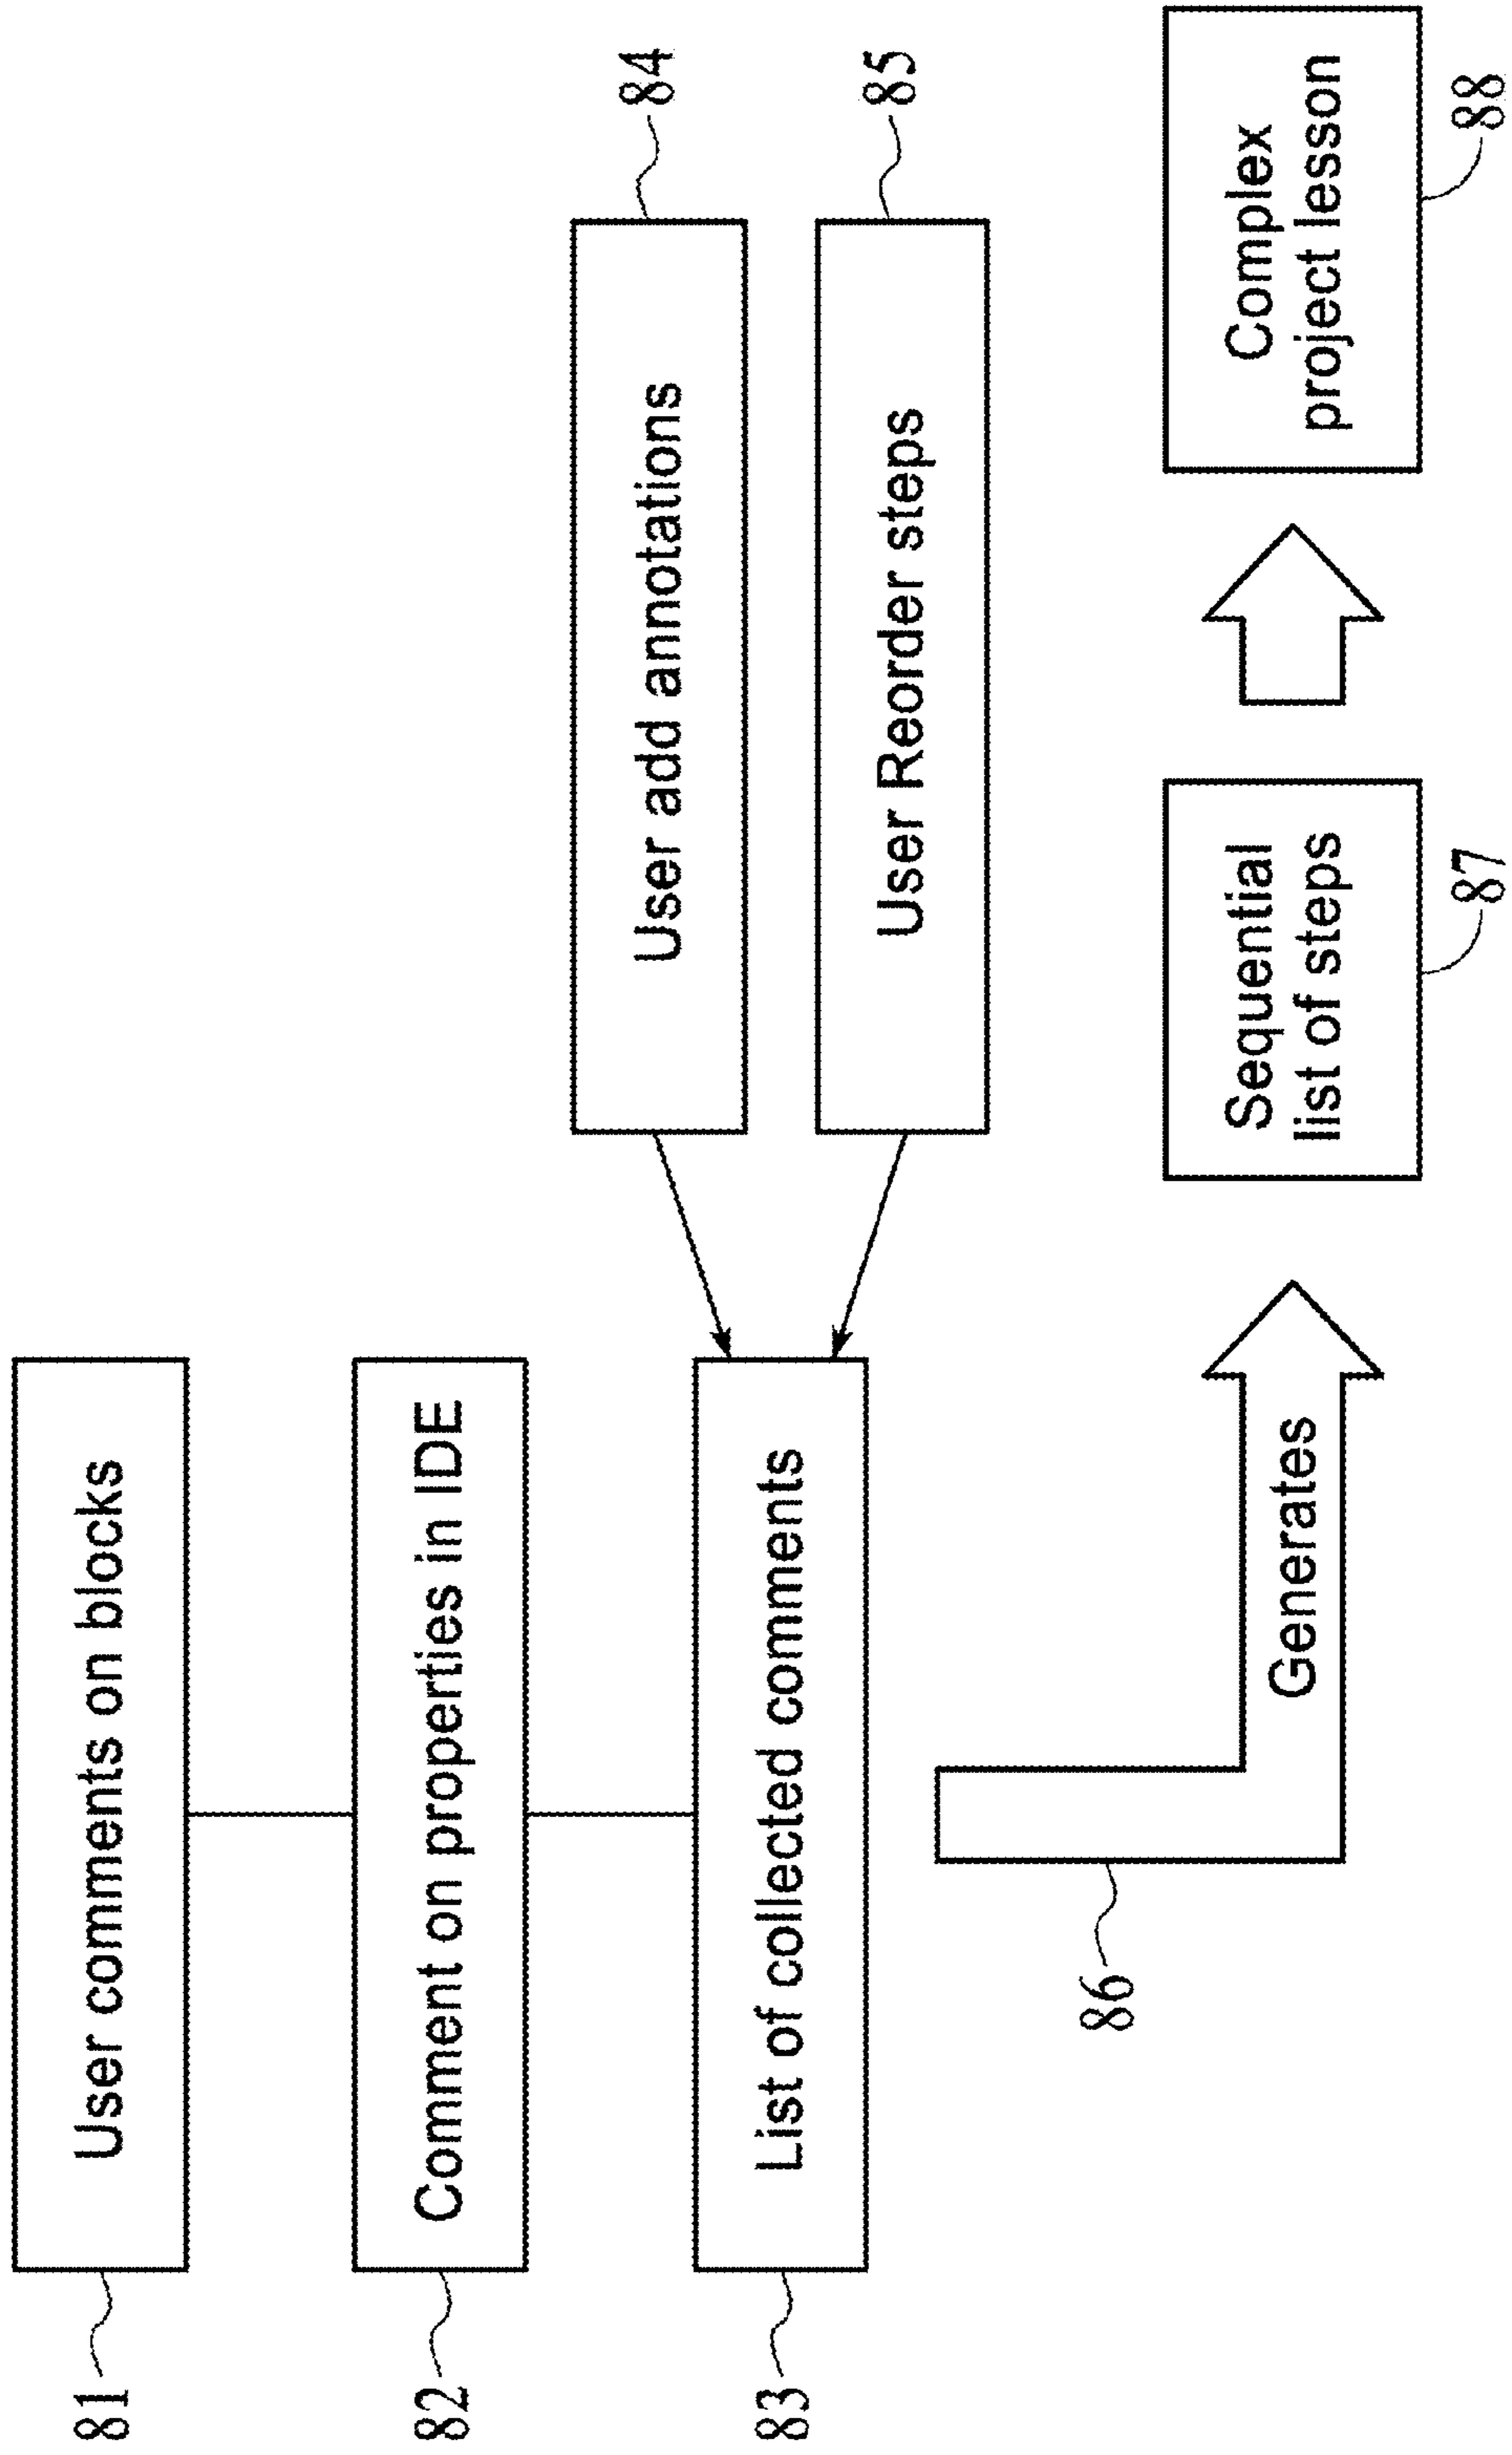 81
User comments on blocks
82
Comment on properties in IDE
84
User add annotations
83
List of collected comments
85
User Reorder steps
86
Generates
Sequential
list of steps
87
Complex
project lesson
88